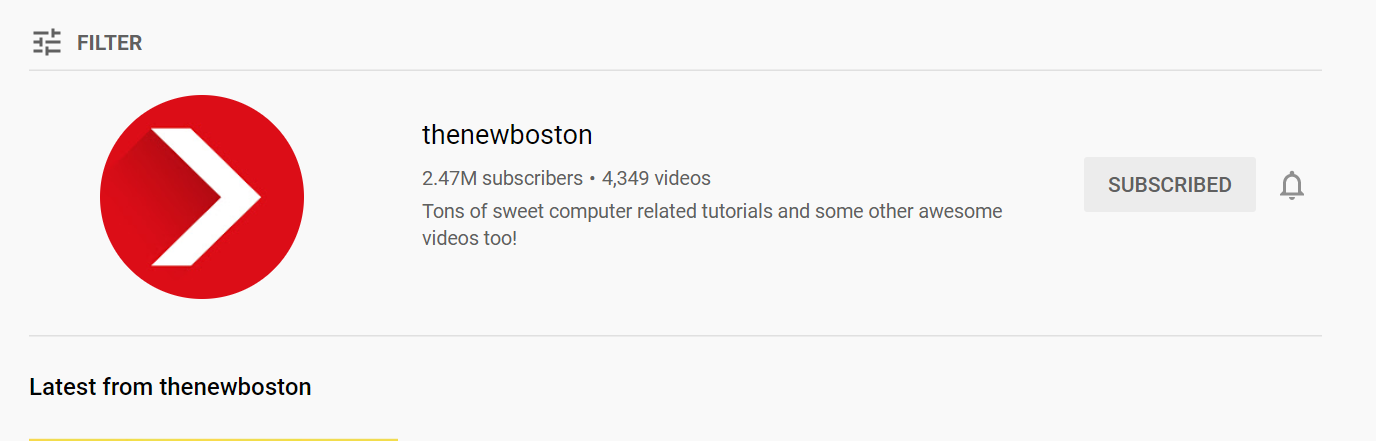 FILTER
thenewboston
2.47M subscribers • 4,349 videos
Tons of sweet computer related tutorials and some other awesome
videos too!
SUBSCRIBED
Latest from thenewboston